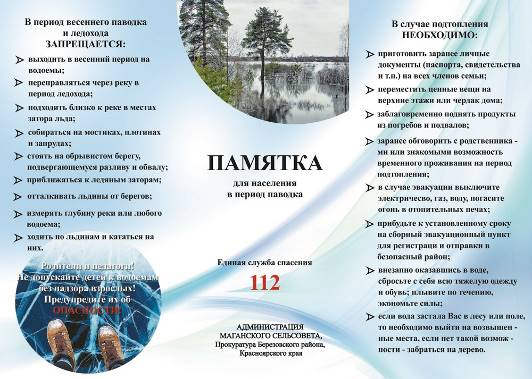 В период весеннего паводка
и ледохода
ЗАПРЕЩАЕТСЯ:
выходить в весенний период на
водоемы;
переправляться через реку в
период ледохода;
подходить близко к реке в местах
затора льда;
собираться на мостиках, плотинах
и запрудах;
стоять на обрывистом берегу,
подвергающемуся разливу и обвалу;
приближаться к ледяным заторам;
отталкивать льдины от берегов;
измерять глубину реки или любого
водоема;
ходить по льдинам и кататься на
них.
Родители и педагоги!
Не допускайте детей к водоемам
без надзора взрослых!
Предупредите их об
ОПАСНОСТИ!
ПАМЯТКА
для населения
в период паводка
Единая служба спасения
112
АДМИНИСТРАЦИЯ
МАГАНСКОГО СЕЛЬСОВЕТА,
Прокуратура Березовского района,
Красноярского края
В случае подтопления
НЕОБХОДИМО:
приготовить заранее личные
документы (паспорта, свидетельства
и т.п.) на всех членов семьи;
переместить ценные вещи на
верхние этажи или чердак дома;
заблаговременно поднять продукты
из погребов и подвалов;
заранее обговорить с родственника -
ми или знакомыми возможность
временного проживания на период
подтопления;
в случае эвакуации выключите
электричесво, газ, воду, погасите
огонь в отопительных печах;
прибудьте к установленному сроку
на сборный эвакуационный пункт
для регистраци и отправки в
безопасный район;
внезапно оказавшись в воде,
сбросьте с себя всю тяжелую одежду
и обувь; плывите по течению,
экономьте силы;
если вода застала Вас в лесу или поле,
то необходимо выйти на возвышен -
ные места, если нет такой возмож -
ности - забраться на дерево.